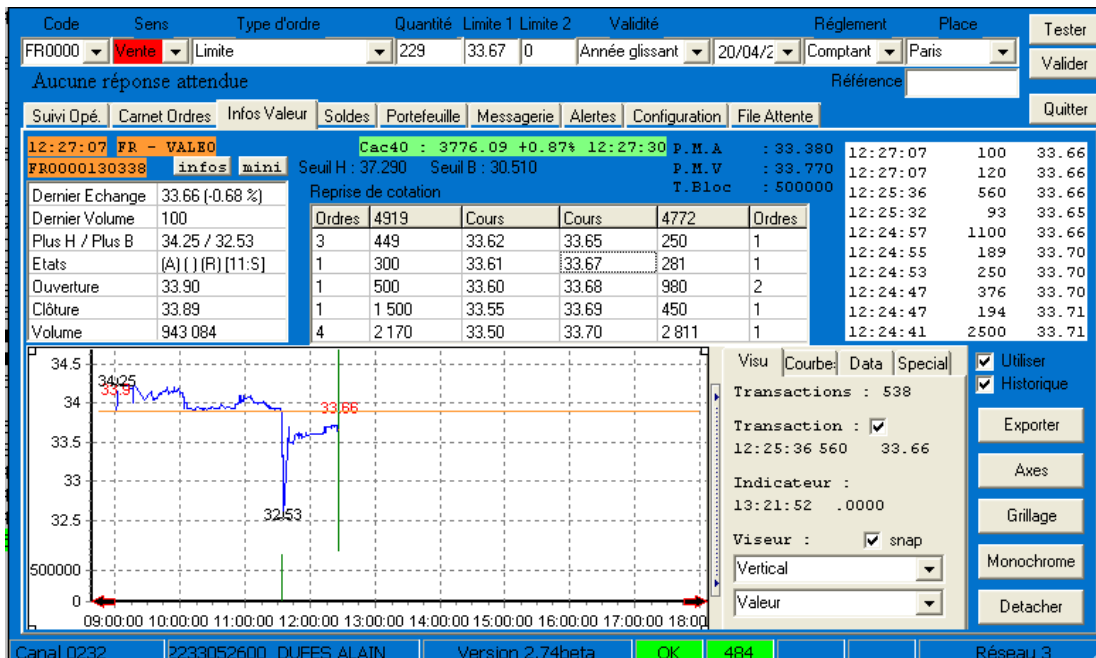 Code Sens Type d'ordre Quantité Limite 1 Limite 2 Validité Réglement Place
FR0000 Vente Limite 229 33.67 0 Année glissant 20/04/2 Comptant Paris
Tester
Valider
Quitter
Aucune réponse attendue Référence
Suivi Opé. Carnet Ordres Infos Valeur Soldes Portefeuille Messagerie Alertes Configuration File Attente
12:27:07 FR - VALEO Cac40 : 3776.09 +0.87% 12:27:30 P.M.A : 33.380
FR0000130338 infos mini Seuil H : 37.290 Seuil B : 30.510 P.M.V : 33.770
Reprise de cotation T.Bloc : 500000
Dernier Echange 33.66 (-0.68 %)
Dernier Volume 100
Plus H / Plus B 34.25 / 32.53
Etats (A) ( ) (R) [11:S]
Ouverture 33.90
Clôture 33.89
Volume 943 084
Ordres 4919 Cours Cours 4772 Ordres
3 449 33.62 33.65 250 1
1 300 33.61 33.67 281 1
1 500 33.60 33.68 980 2
1 1 500 33.55 33.69 450 1
4 2 170 33.50 33.70 2 811 1
12:27:07 100 33.66
12:27:07 120 33.66
12:25:36 560 33.66
12:25:32 93 33.65
12:24:57 1100 33.66
12:24:55 189 33.70
12:24:53 250 33.70
12:24:47 376 33.70
12:24:47 194 33.71
12:24:41 2500 33.71
34.5
34
33.5
33
32.5
500000
0
34.25
33.9
33.66
32.53
09:00:00 10:00:00 11:00:00 12:00:00 13:00:00 14:00:00 15:00:00 16:00:00 17:00:00 18:00
Visu Courbe: Data Special
Transactions : 538
Transaction :
12:25:36 560 33.66
Indicateur :
13:21:52 .0000
Viseur : snap
Vertical
Valeur
Utiliser
Historique
Exporter
Axes
Grillage
Monochrome
Detacher
Canal 0232 2233052600 DUFES ALAIN Version 2.74beta OK 484 Réseau 3